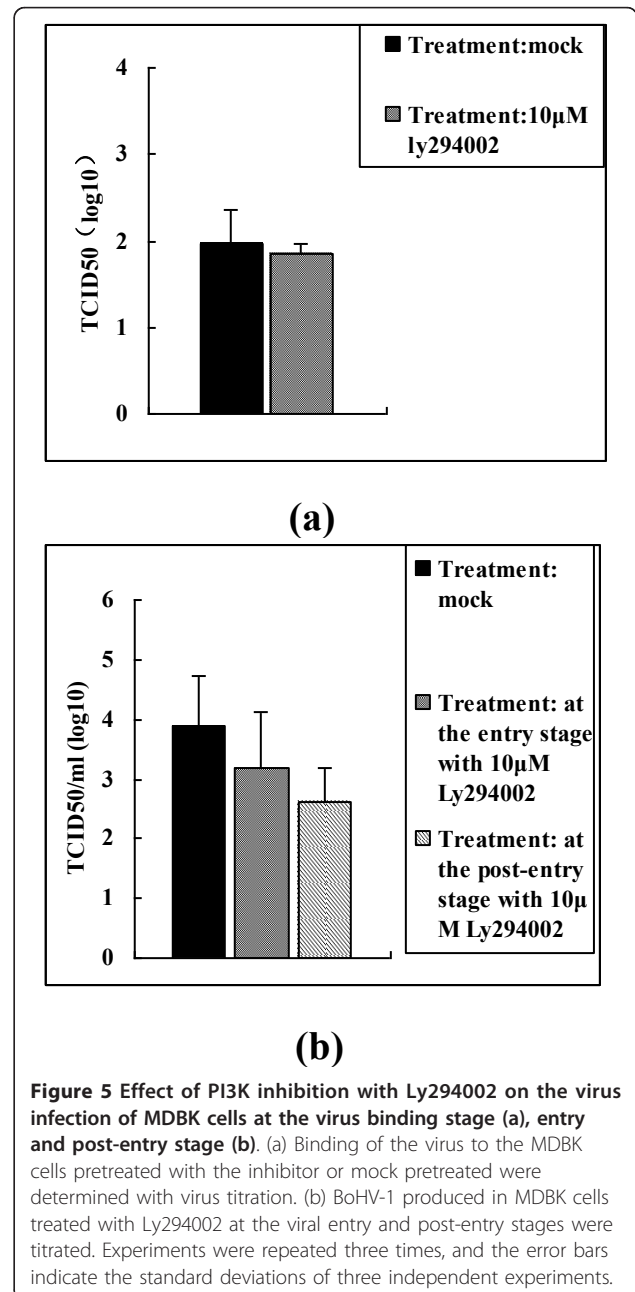 Treatment:mock
Treatment:10μM
ly294002
4
3
2
1
0
TCID50（log10）
(a)
Treatment:
mock
Treatment: at
the entry stage
with 10μM
Ly294002
Treatment: at
the post-entry
stage with 10μ
M Ly294002
6
5
4
3
2
1
0
TCID50/ml (log10)
(b)
Figure 5 Effect of PI3K inhibition with Ly294002 on the virus
infection of MDBK cells at the virus binding stage (a), entry
and post-entry stage (b). (a) Binding of the virus to the MDBK
cells pretreated with the inhibitor or mock pretreated were
determined with virus titration. (b) BoHV-1 produced in MDBK cells
treated with Ly294002 at the viral entry and post-entry stages were
titrated. Experiments were repeated three times, and the error bars
indicate the standard deviations of three independent experiments.